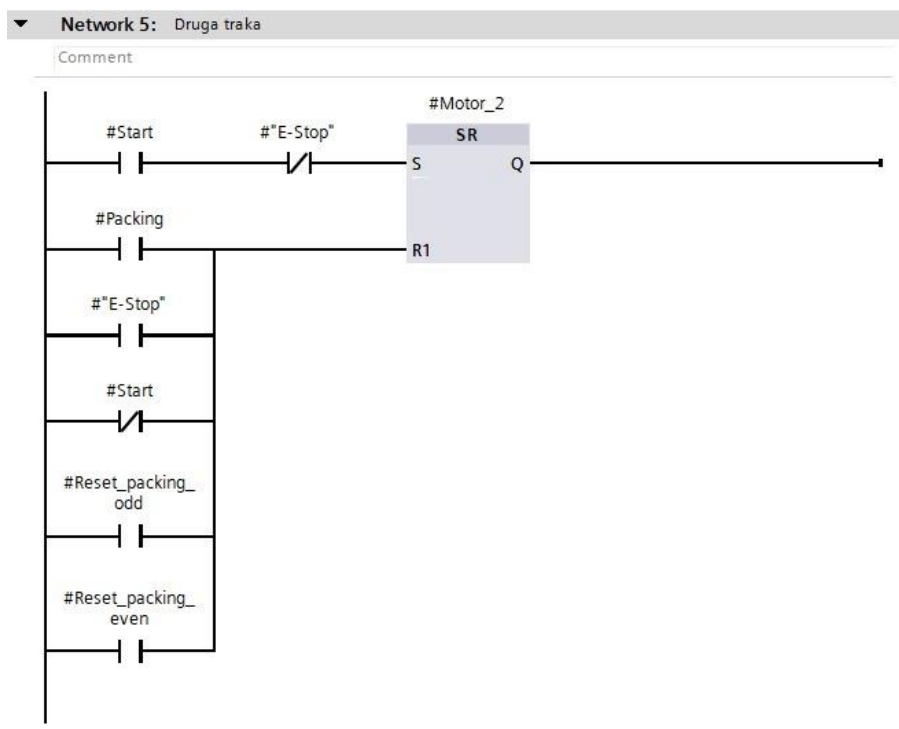 Network 5: Druga traka
Comment
#Motor_2
#Start #"E-Stop" SR
S Q
#Packing
R1
#"E-Stop"
#Start
#Reset_packing_
odd
#Reset_packing_
even